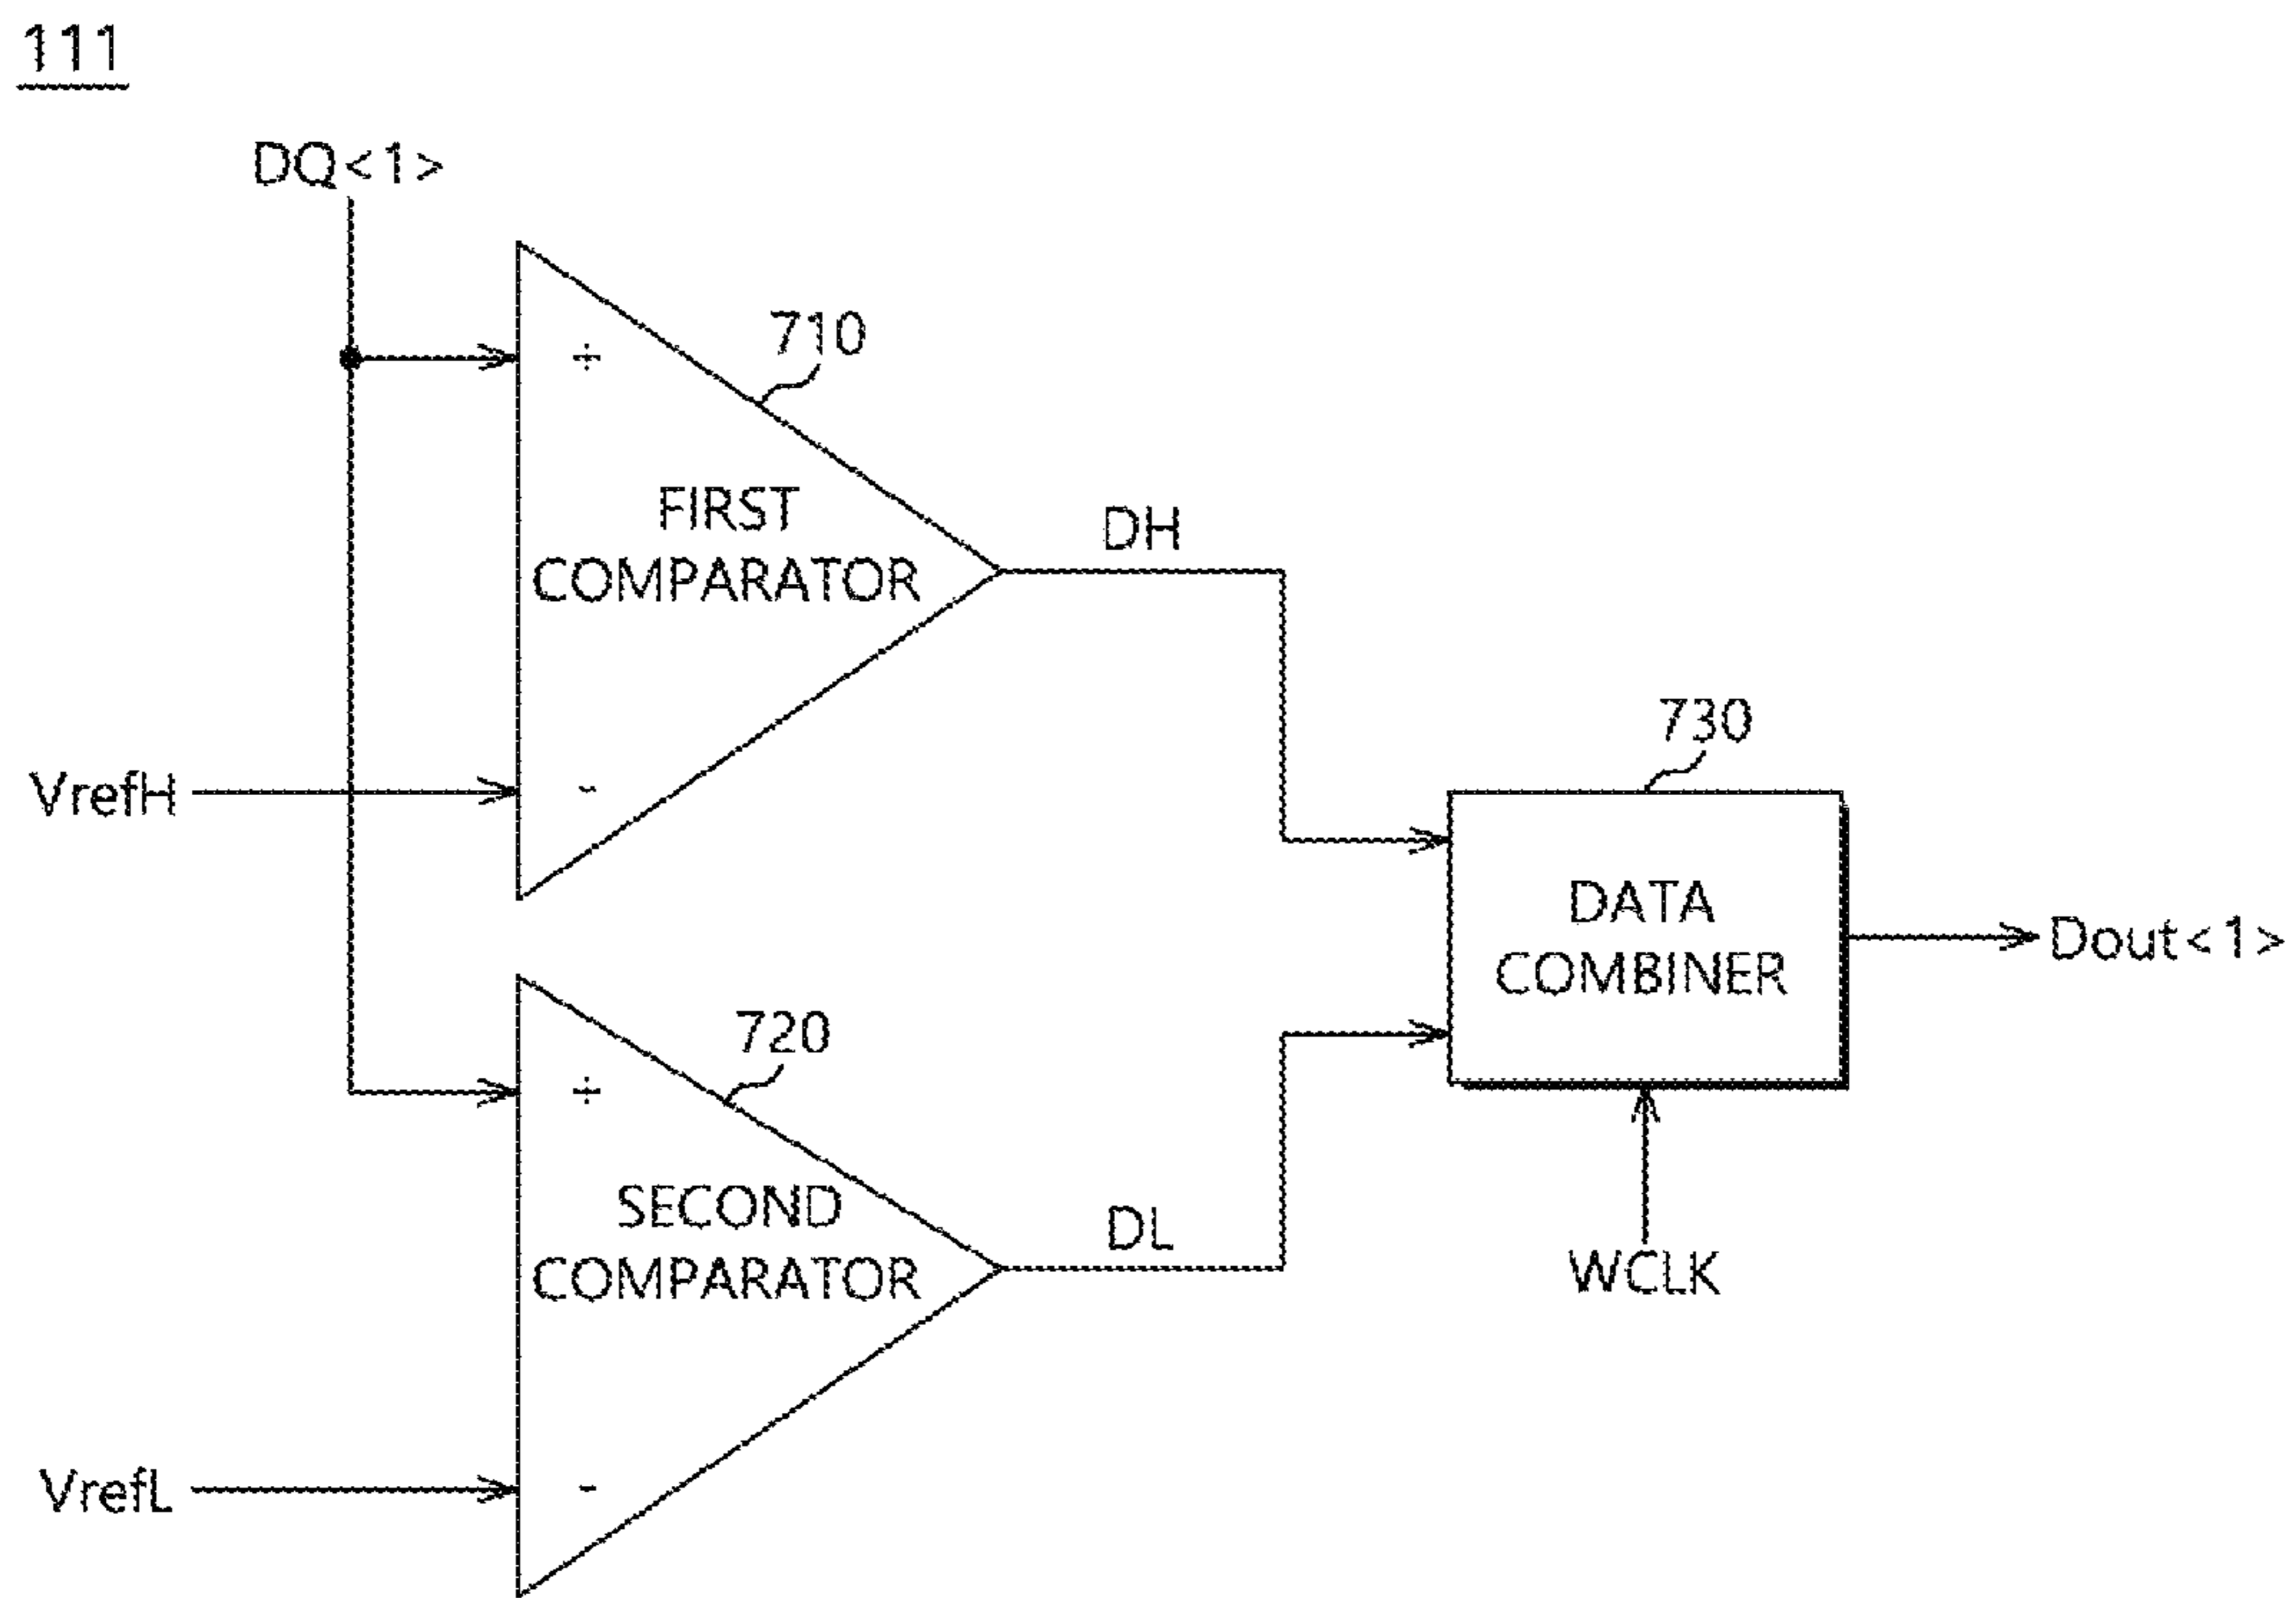 111
DQ<1>
+
710
FIRST
COMPARATOR
DH
VrefH
-
730
DATA
COMBINER
Dout<1>
720
+
SECOND
COMPARATOR
DL
WCLK
VrefL
-